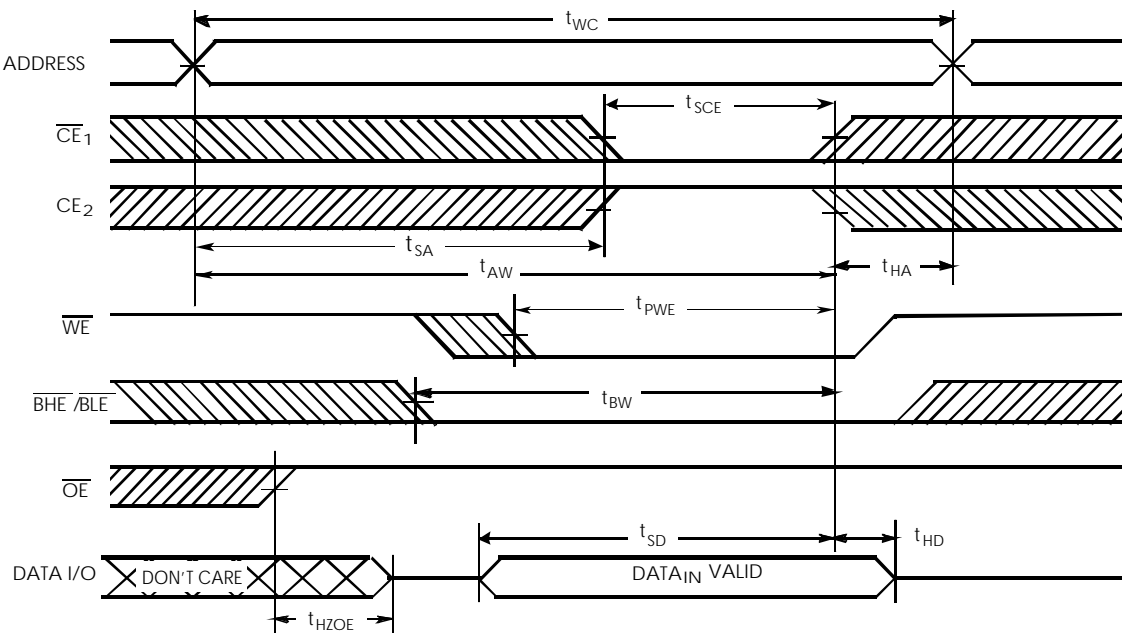 tWC
ADDRESS
tSCE
CE1
CE2
tSA
tAW
tHA
WE
tPWE
BHE/BLE
tBW
OE
tSD
tHD
DATA I/O
DON'T CARE
DATAIN VALID
tHZOE